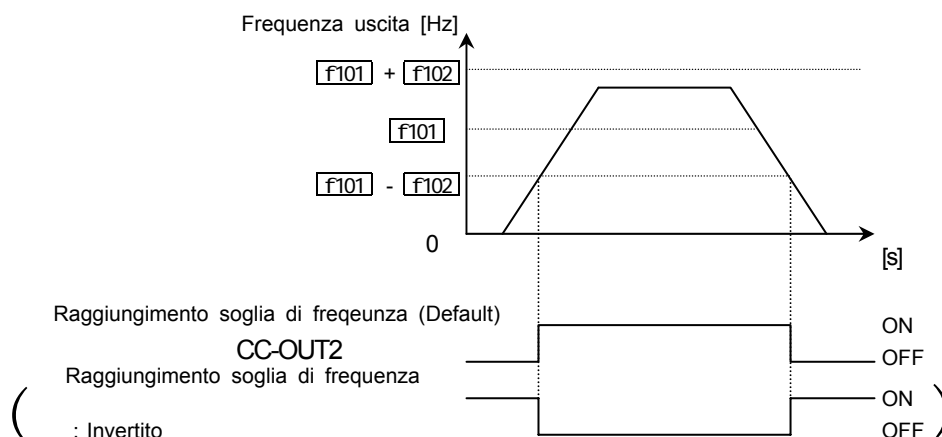 Frequenza uscita [Hz]
f101 + f102
f101
f101 - f102
0
[s]
Raggiungimento soglia di freqeunza (Default)
ON
CC-OUT2
OFF
Raggiungimento soglia di frequenza
ON
: Invertito
OFF